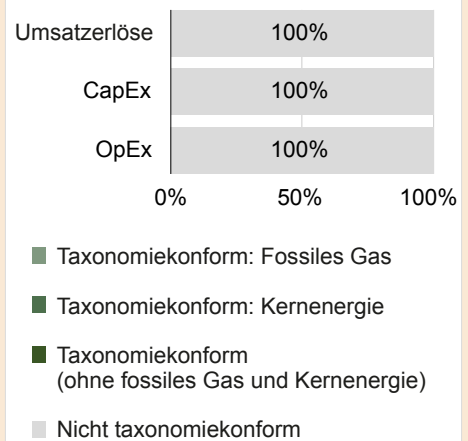 Umsatzerlöse 100%
CapEx 100%
OpEx 100%
0% 50% 100%
Taxonomiekonform: Fossiles Gas
Taxonomiekonform: Kernenergie
Taxonomiekonform
(ohne fossiles Gas und Kernenergie)
Nicht taxonomiekonform